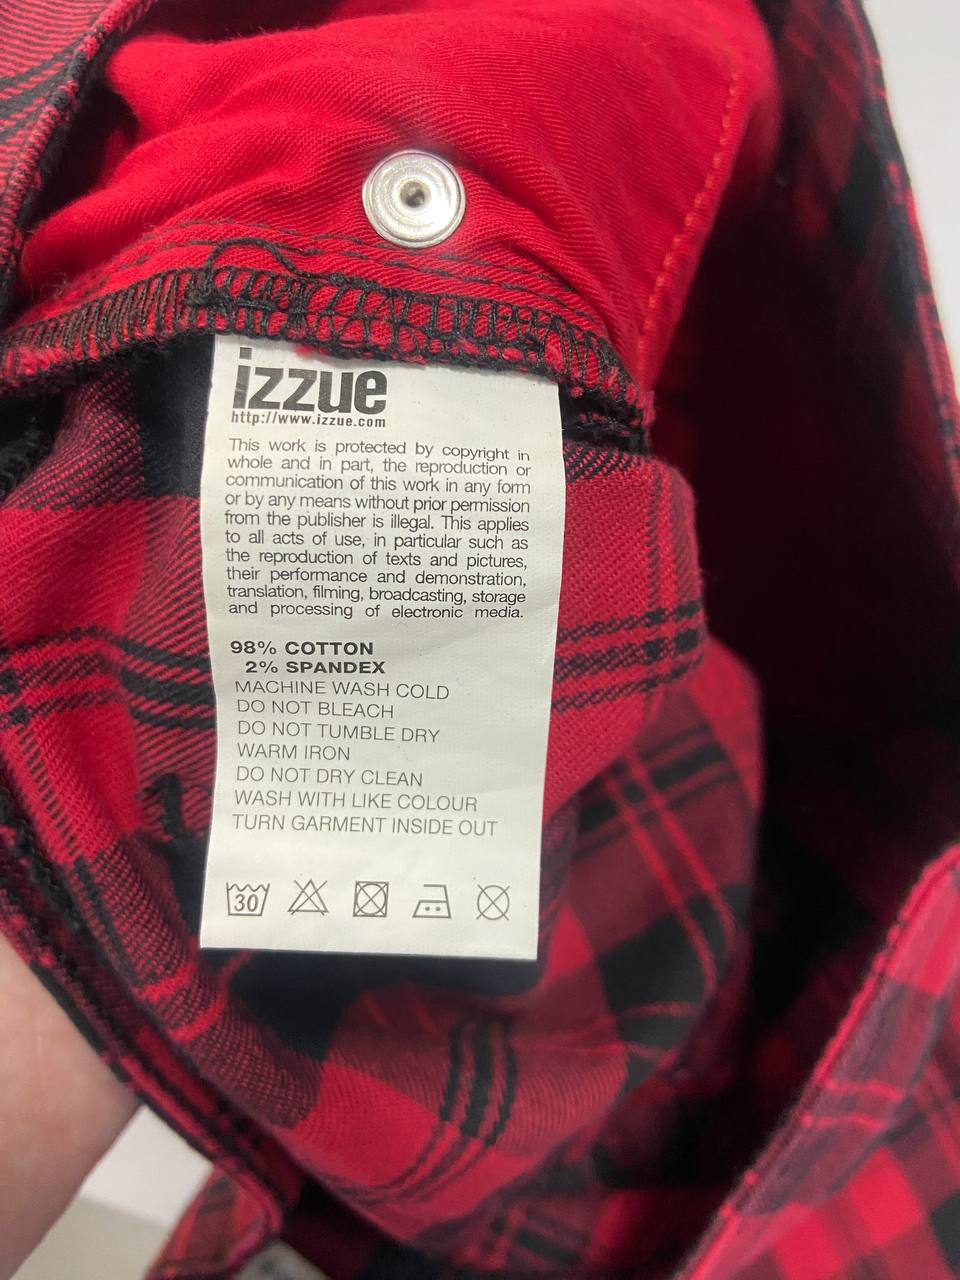 izzue
http://www.izzue.com
This work is protected by copyright in
whole and in part, the reproduction or
communication of this work in any form
or by any means without prior permission
from the publisher is illegal. This applies
to all acts of use, in particular such as
the reproduction of texts and pictures,
their performance and demonstration,
translation, filming, broadcasting, storage
and processing of electronic media.
98% COTTON
2% SPANDEX
MACHINE WASH COLD
DO NOT BLEACH
DO NOT TUMBLE DRY
WARM IRON
DO NOT DRY CLEAN
WASH WITH LIKE COLOUR
TURN GARMENT INSIDE OUT
30